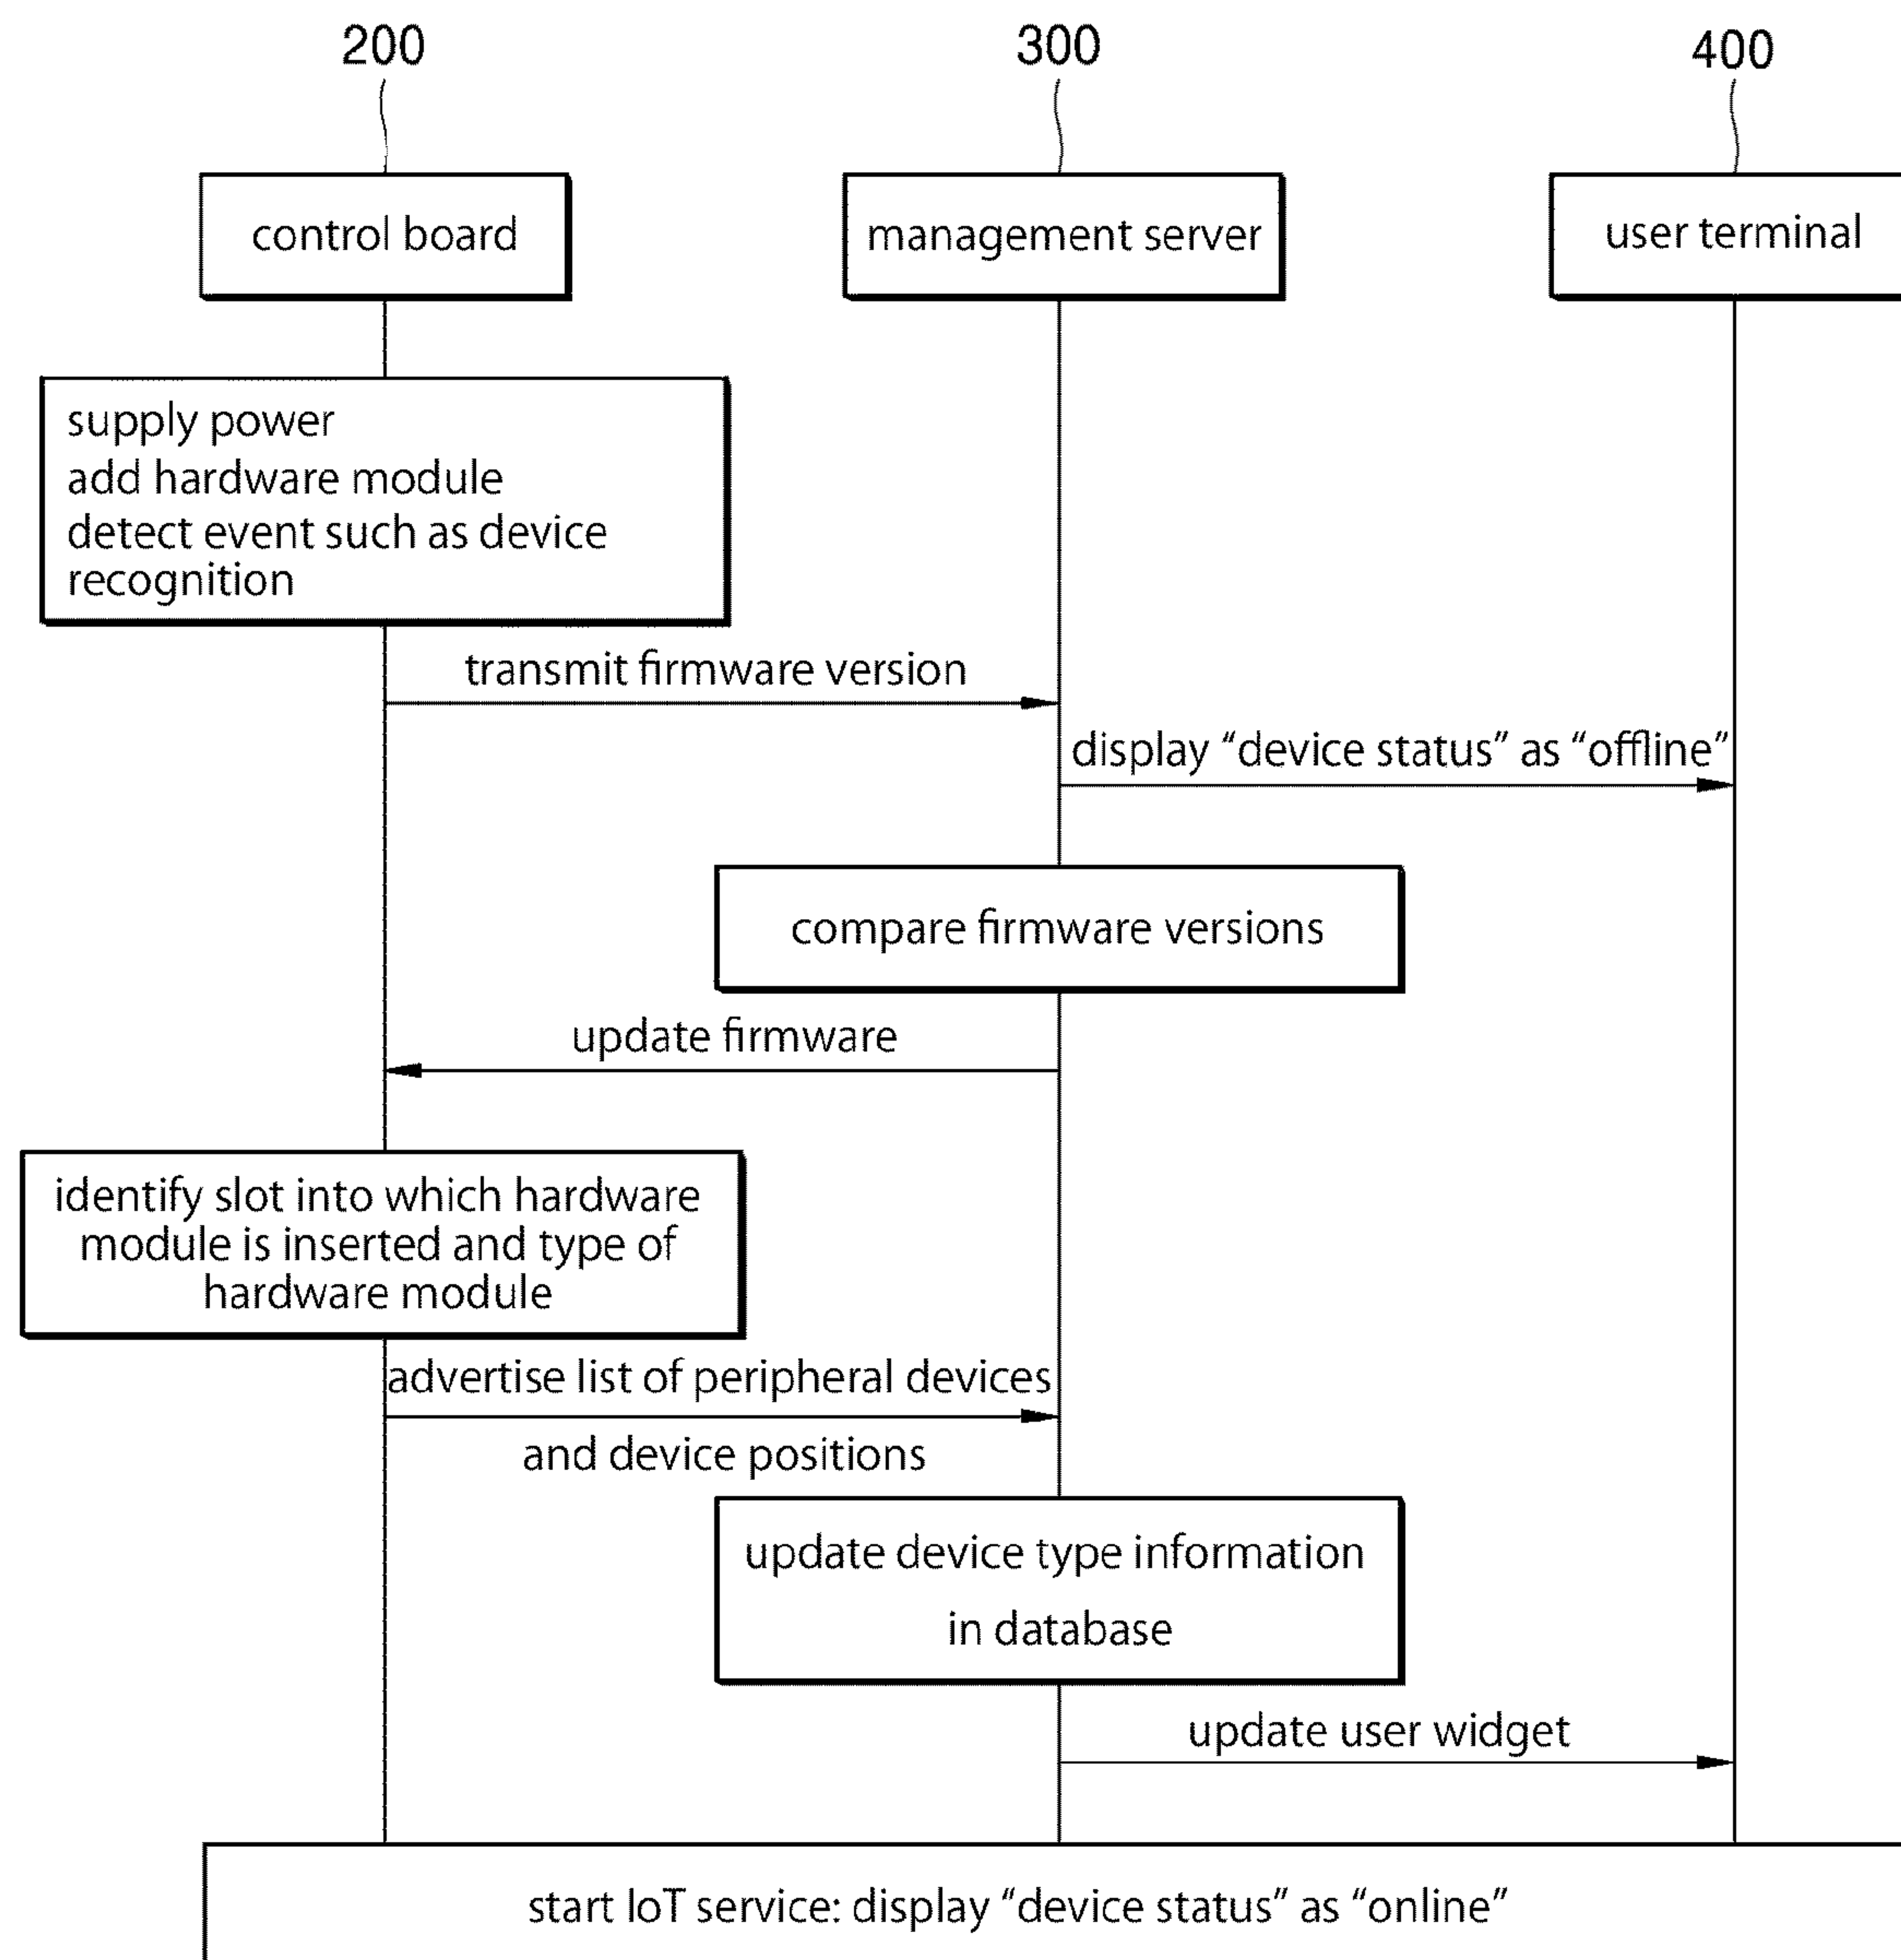 200
300
400
control board
management server
user terminal
supply power
add hardware module
detect event such as device
recognition
transmit firmware version
display “device status” as “offline”
compare firmware versions
update firmware
identify slot into which hardware
module is inserted and type of
hardware module
advertise list of peripheral devices
and device positions
update device type information
in database
update user widget
start IoT service: display “device status” as “online”